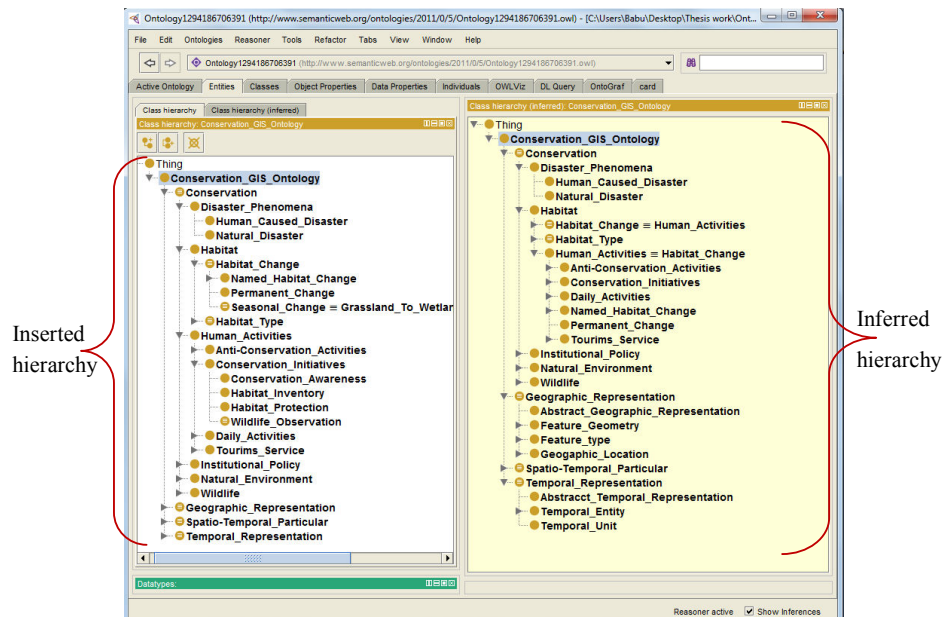 Ontology1294186706391 (http://www.semanticweb.org/ontologies/2011/0/5/Ontology1294186706391.owl) - [C:\Users\Babu\Desktop\Thesis work\Ont...
File Edit Ontologies Reasoner Tools Refactor Tabs View Window Help
Ontology1294186706391 (http://www.semanticweb.org/ontologies/2011/0/5/Ontology1294186706391.owl)
Active Ontology Entities Classes Object Properties Data Properties Individuals OWLViz DL Query OntoGraf card
Class hierarchy Class hierarchy (inferred)
Class hierarchy: Conservation_GIS_Ontology
Thing
Conservation_GIS_Ontology
Conservation
Disaster_Phenomena
Human_Caused_Disaster
Natural_Disaster
Habitat
Habitat_Change
Named_Habitat_Change
Permanent_Change
Seasonal_Change ≡ Grassland_To_Wetlar
Habitat_Type
Human_Activities
Anti-Conservation_Activities
Conservation_Initiatives
Conservation_Awareness
Habitat_Inventory
Habitat_Protection
Wildlife_Observation
Daily_Activities
Tourims_Service
Institutional_Policy
Natural_Environment
Wildlife
Geographic_Representation
Spatio-Temporal_Particular
Temporal_Representation
Datatypes:
Class hierarchy (inferred): Conservation_GIS_Ontology
Thing
Conservation_GIS_Ontology
Conservation
Disaster_Phenomena
Human_Caused_Disaster
Natural_Disaster
Habitat
Habitat_Change ≡ Human_Activities
Habitat_Type
Human_Activities ≡ Habitat_Change
Anti-Conservation_Activities
Conservation_Initiatives
Daily_Activities
Named_Habitat_Change
Permanent_Change
Tourims_Service
Institutional_Policy
Natural_Environment
Wildlife
Geographic_Representation
Abstract_Geographic_Representation
Feature_Geometry
Feature_type
Geogaphic_Location
Spatio-Temporal_Particular
Temporal_Representation
Abstracct_Temporal_Representation
Temporal_Entity
Temporal_Unit
Reasoner active Show Inferences
Inserted
hierarchy
Inferred
hierarchy